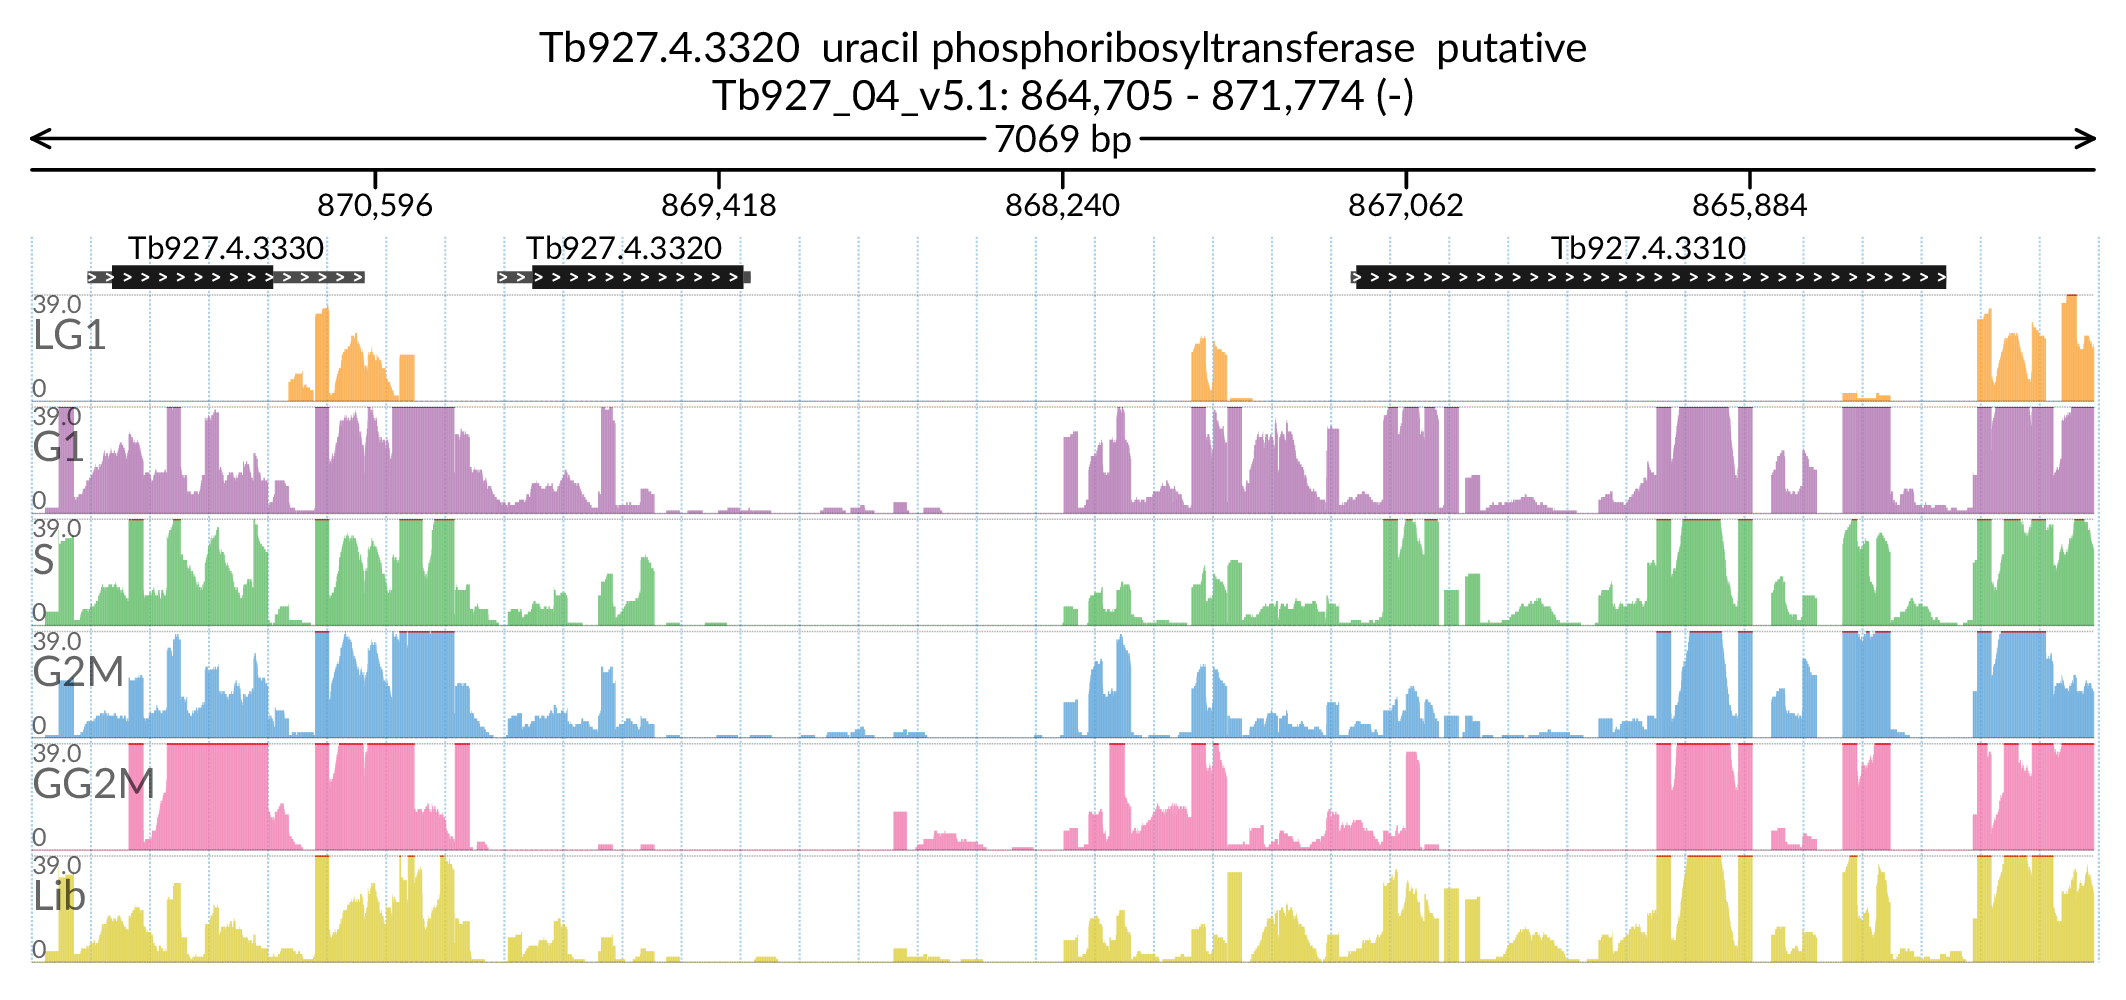 Tb927.4.3320 uracil phosphoribosyltransferase putative
Tb927_04_v5.1: 864,705 - 871,774 (-)
7069 bp
870,596 869,418 868,240 867,062 865,884
Tb927.4.3330 Tb927.4.3320 Tb927.4.3310
39.0
LG1
0
39.0
G1
0
39.0
S
0
39.0
G2M
0
39.0
GG2M
0
39.0
Lib
0